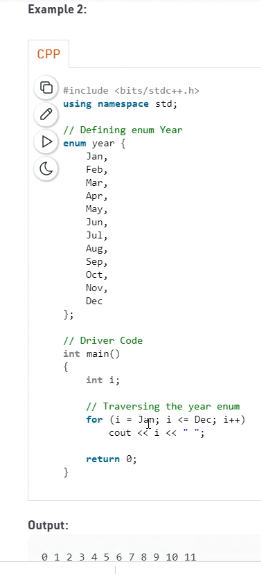 Example 2:
CPP
#include <bits/stdc++.h>
using namespace std;
// Defining enum Year
enum year {
    Jan,
    Feb,
    Mar,
    Apr,
    May,
    Jun,
    Jul,
    Aug,
    Sep,
    Oct,
    Nov,
    Dec
};
// Driver Code
int main()
{
    int i;
    // Traversing the year enum
    for (i = Jan; i <= Dec; i++)
        cout << i << " ";
    return 0;
}
Output:
0 1 2 3 4 5 6 7 8 9 10 11